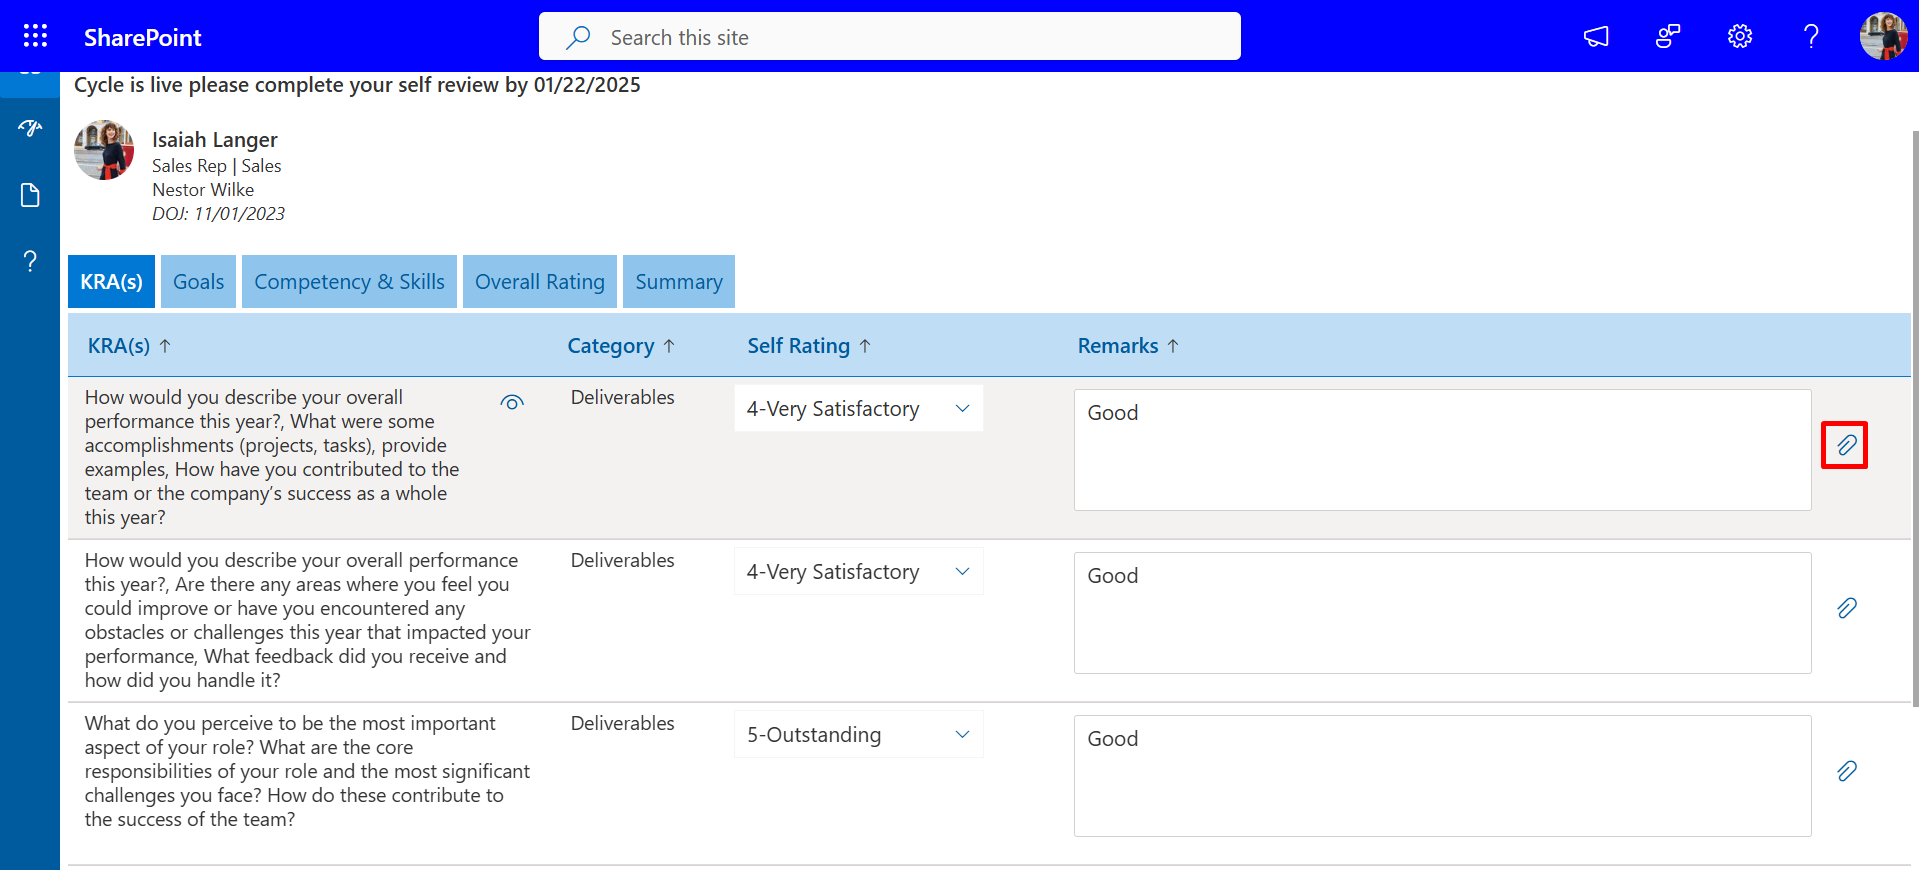 SharePoint
Search this site
Cycle is live please complete your self review by 01/22/2025
Isaiah Langer
Sales Rep | Sales
Nestor Wilke
DOJ: 11/01/2023
KRA(s) Goals Competency & Skills Overall Rating Summary
KRA(s) ↑ Category ↑ Self Rating ↑ Remarks ↑
How would you describe your overall
performance this year?, What were some
accomplishments (projects, tasks), provide
examples, How have you contributed to the
team or the company's success as a whole
this year?
Deliverables
4-Very Satisfactory
Good
How would you describe your overall performance
this year?, Are there any areas where you feel you
could improve or have you encountered any
obstacles or challenges this year that impacted your
performance, What feedback did you receive and
how did you handle it?
Deliverables
4-Very Satisfactory
Good
What do you perceive to be the most important
aspect of your role? What are the core
responsibilities of your role and the most significant
challenges you face? How do these contribute to
the success of the team?
Deliverables
5-Outstanding
Good